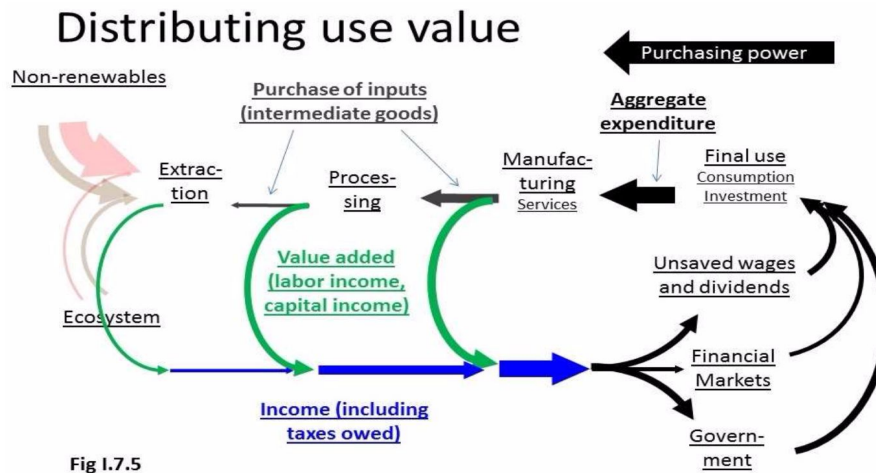 Distributing use value
Purchasing power
Non-renewables
Purchase of inputs
(intermediate goods)
Aggregate
expenditure
Extrac-
tion
Proces-
sing
Manufac-
turing
Services
Final use
Consumption
Investment
Value added
(labor income,
capital income)
Unsaved wages
and dividends
Ecosystem
Financial
Markets
Income (including
taxes owed)
Govern-
ment
Fig I.7.5